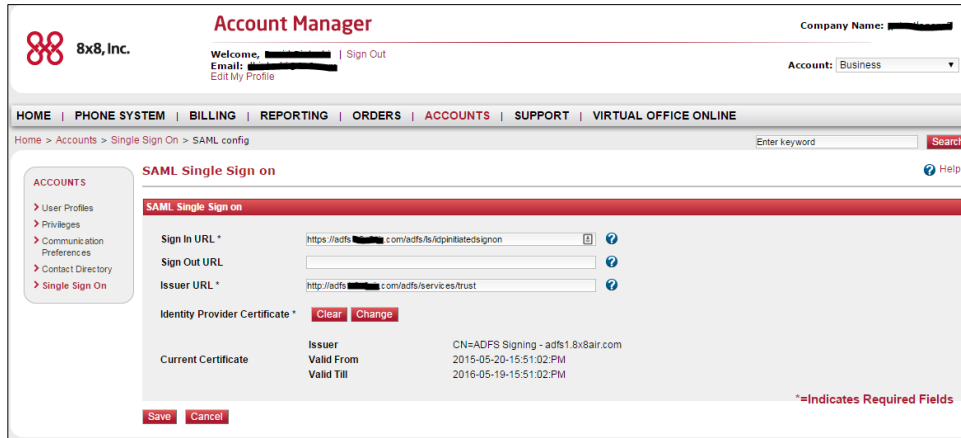 8x8, Inc.
Account Manager
Company Name:
Welcome, | Sign Out
Email:
Edit My Profile
Account: Business
HOME | PHONE SYSTEM | BILLING | REPORTING | ORDERS | ACCOUNTS | SUPPORT | VIRTUAL OFFICE ONLINE
Home > Accounts > Single Sign On > SAML config
Enter keyword
Search
ACCOUNTS
User Profiles
Privileges
Communication
Preferences
Contact Directory
Single Sign On
SAML Single Sign on
? Help
SAML Single Sign on
Sign In URL * https://adfs .com/adfs/ls/idpinitiatedsignon ?
Sign Out URL ?
Issuer URL * http://adfs .com/adfs/services/trust ?
Identity Provider Certificate * Clear Change
Current Certificate
Issuer CN=ADFS Signing - adfs1.8x8air.com
Valid From 2015-05-20-15:51:02:PM
Valid Till 2016-05-19-15:51:02:PM
*=Indicates Required Fields
Save Cancel